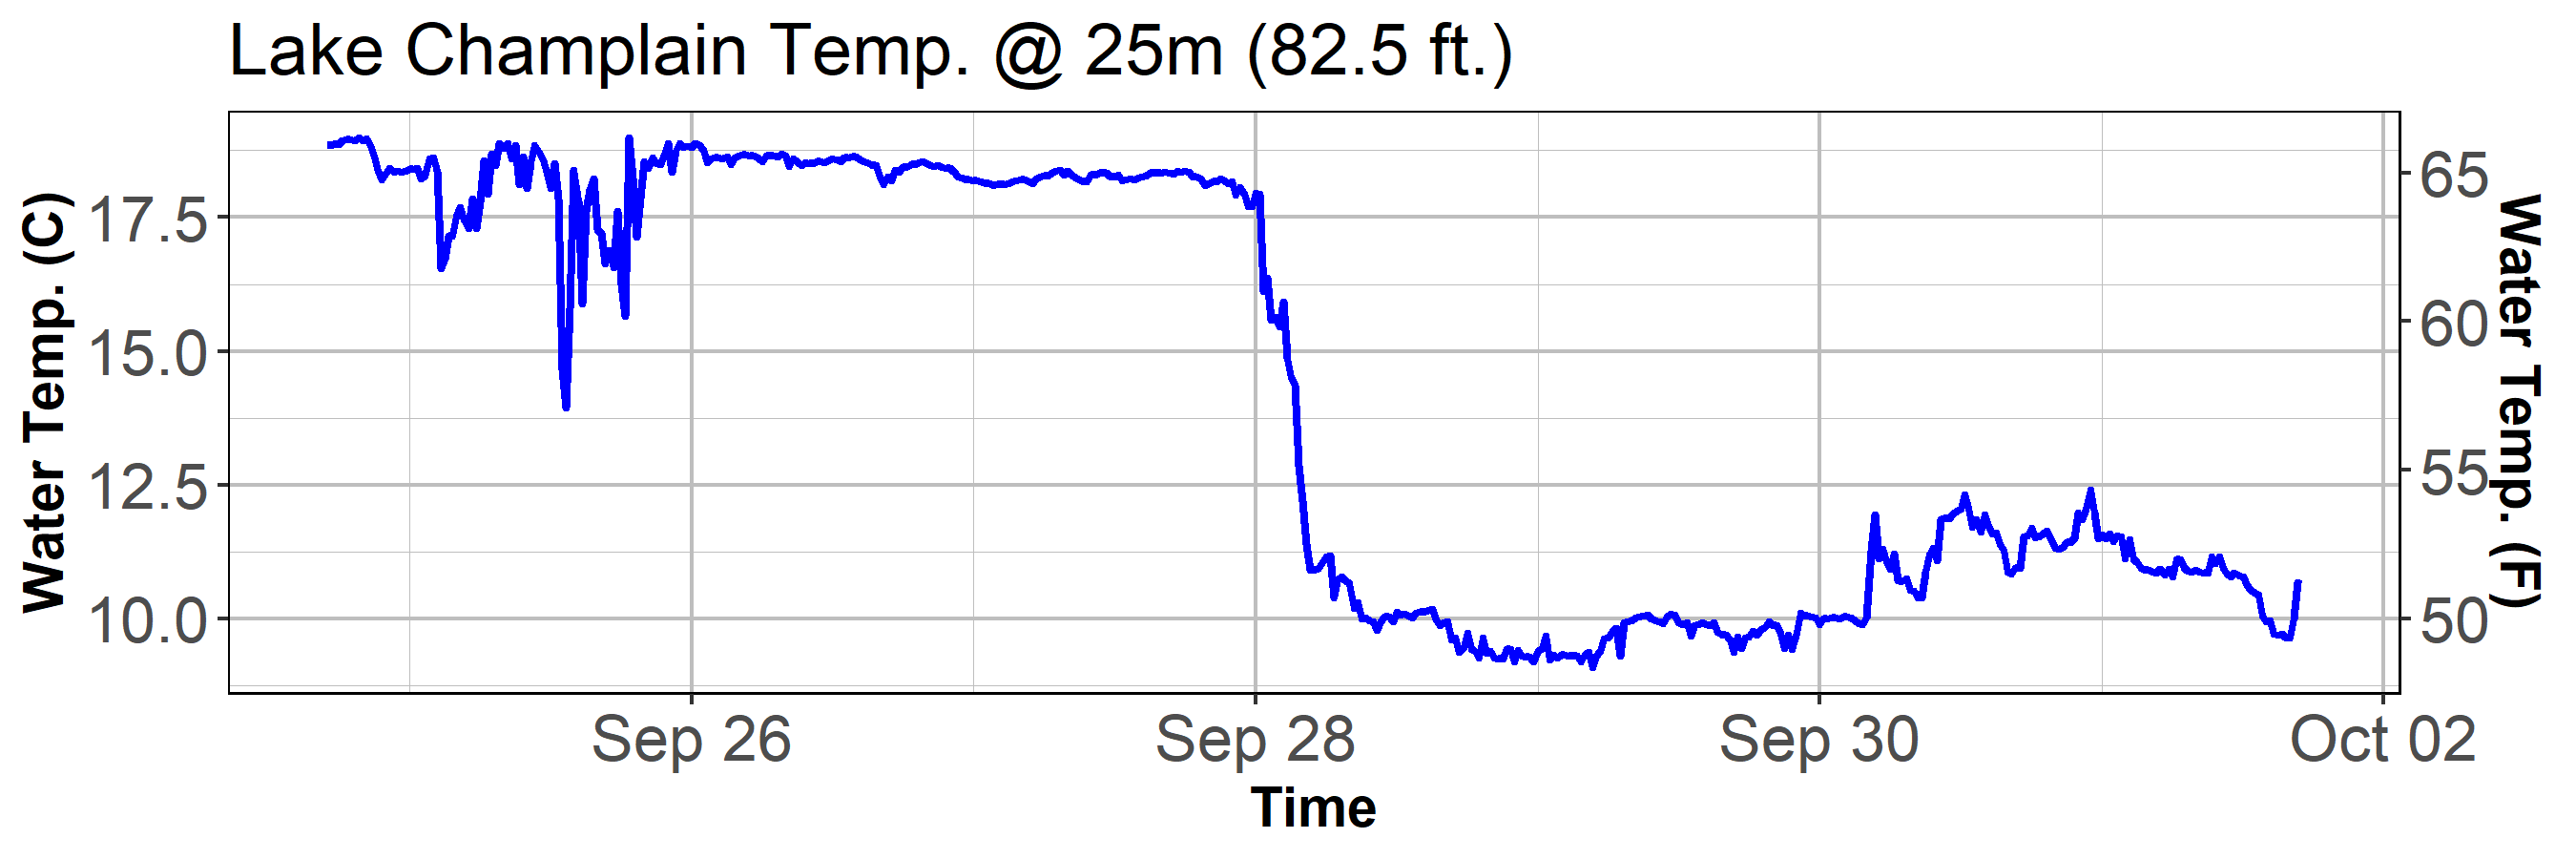 Lake Champlain Temp. @ 25m (82.5 ft.)
Water Temp. (C)
17.5
15.0
12.5
10.0
65
60
55
50
Water Temp. (F)
Sep 26 Sep 28 Sep 30 Oct 02
Time